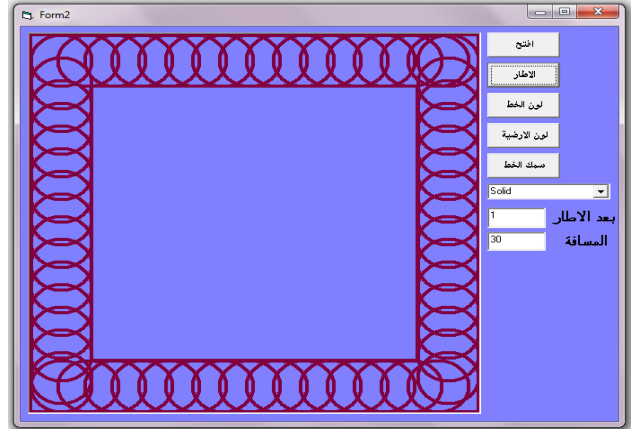 Form2
افتح
الاطار
لون الخط
لون الارضية
سمك الخط
Solid
1 بعد الاطار
30 المسافة